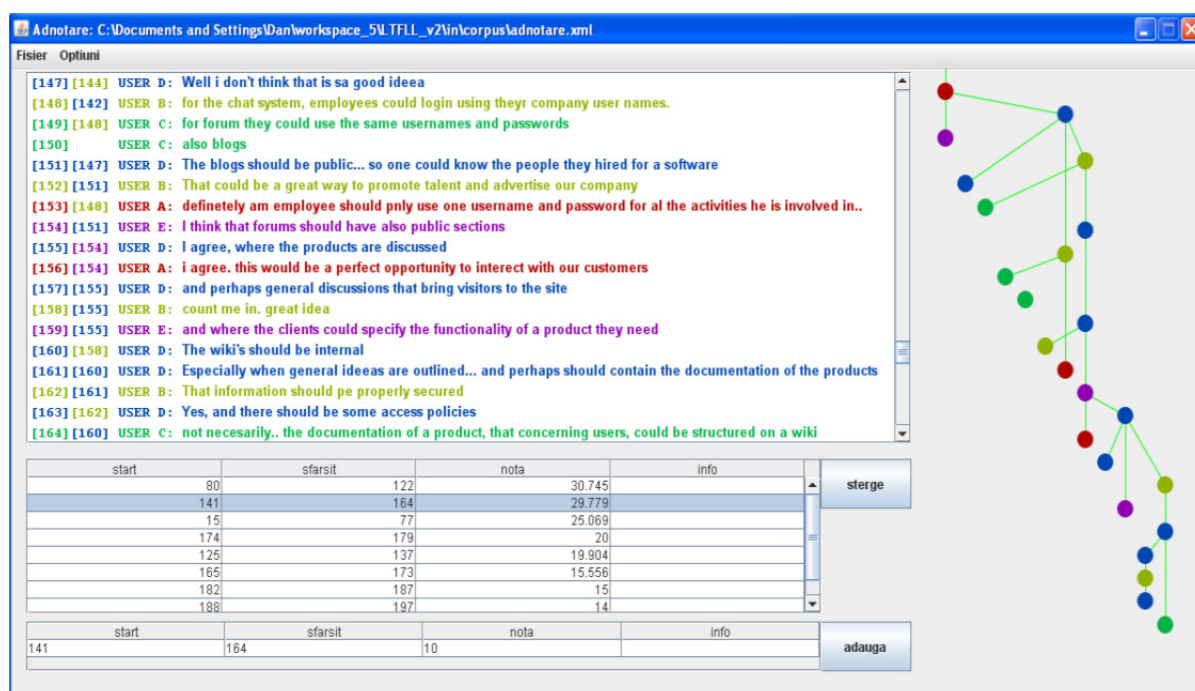 Adnotare: C:\Documents and Settings\Dan\workspace_5\LTFLL_v2\in\corpus\adnotare.xml
Fisier Optiuni
[147][144] USER D: Well i don't think that is sa good ideea
[148][142] USER B: for the chat system, employees could login using theyr company user names.
[149][148] USER C: for forum they could use the same usernames and passwords
[150] USER C: also blogs
[151][147] USER D: The blogs should be public... so one could know the people they hired for a software
[152][151] USER B: That could be a great way to promote talent and advertise our company
[153][148] USER A: definetely am employee should pnly use one username and password for al the activities he is involved in..
[154][151] USER E: I think that forums should have also public sections
[155][154] USER D: I agree, where the products are discussed
[156][154] USER A: i agree. this would be a perfect opportunity to interect with our customers
[157][155] USER D: and perhaps general discussions that bring visitors to the site
[158][155] USER B: count me in. great idea
[159][155] USER E: and where the clients could specify the functionality of a product they need
[160][158] USER D: The wiki's should be internal
[161][160] USER D: Especially when general ideeas are outlined... and perhaps should contain the documentation of the products
[162][161] USER B: That information should pe properly secured
[163][162] USER D: Yes, and there should be some access policies
[164][160] USER C: not necesarily.. the documentation of a product, that concerning users, could be structured on a wiki
start sfarsit nota info
80 122 30.745
sterge
141 164 29.779
15 77 25.069
174 179 20
125 137 19.904
165 173 15.556
182 187 15
188 197 14
start sfarsit nota info
141 164 10
adauga